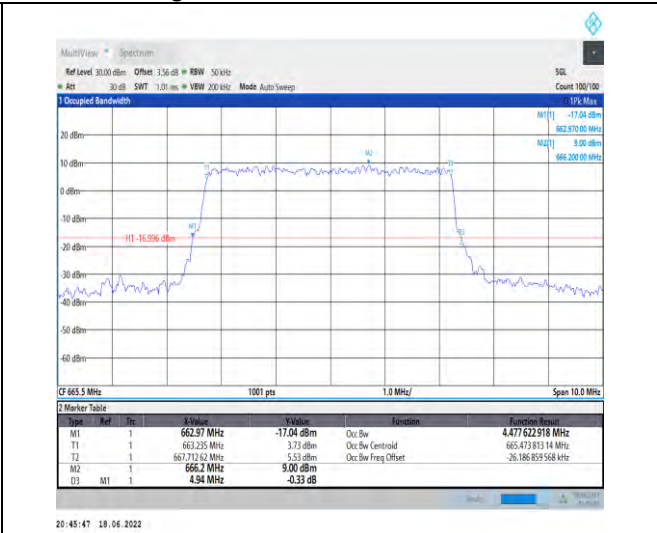 MultiView Spectrum
Ref Level 30.00 dBm Offset 3.56 dB RBW 50 kHz SGL
Att 30 dB SWT 1.01 ms VBW 200 kHz Mode Auto Sweep Count 100/100
1 Occupied Bandwidth 1Pk Max
M1[1] -17.04 dBm
662.970 00 MHz
M2[1] 9.00 dBm
666.200 00 MHz
20 dBm
10 dBm
0 dBm
-10 dBm
-20 dBm
-30 dBm
-40 dBm
-50 dBm
-60 dBm
M2
T1
T2
M1
D3
H1 -16.996 dBm
CF 665.5 MHz 1001 pts 1.0 MHz/ Span 10.0 MHz
2 Marker Table
Type Ref Trc X-Value Y-Value Function Function Result
M1 1 662.97 MHz -17.04 dBm Occ Bw 4.477 622 918 MHz
T1 1 663.235 MHz 3.73 dBm Occ Bw Centroid 665.473 813 14 MHz
T2 1 667.712 62 MHz 5.53 dBm Occ Bw Freq Offset -26.186 859 568 kHz
M2 1 666.2 MHz 9.00 dBm
D3 M1 1 4.94 MHz -0.33 dB
20:45:47 18.06.2022